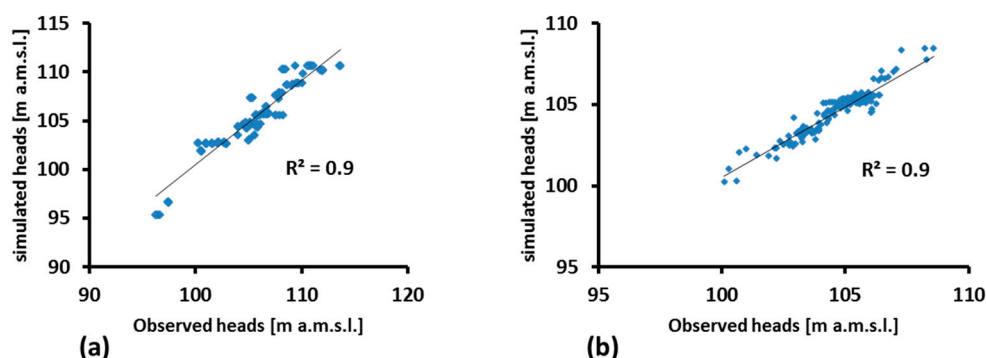 115
110
105
100
95
90
simulated heads [m a.m.s.l.]
R² = 0.9
90 100 110 120
Observed heads [m a.m.s.l.]
(a)
110
105
100
95
simulated heads [m a.m.s.l.]
R² = 0.9
95 100 105 110
Observed heads [m a.m.s.l.]
(b)